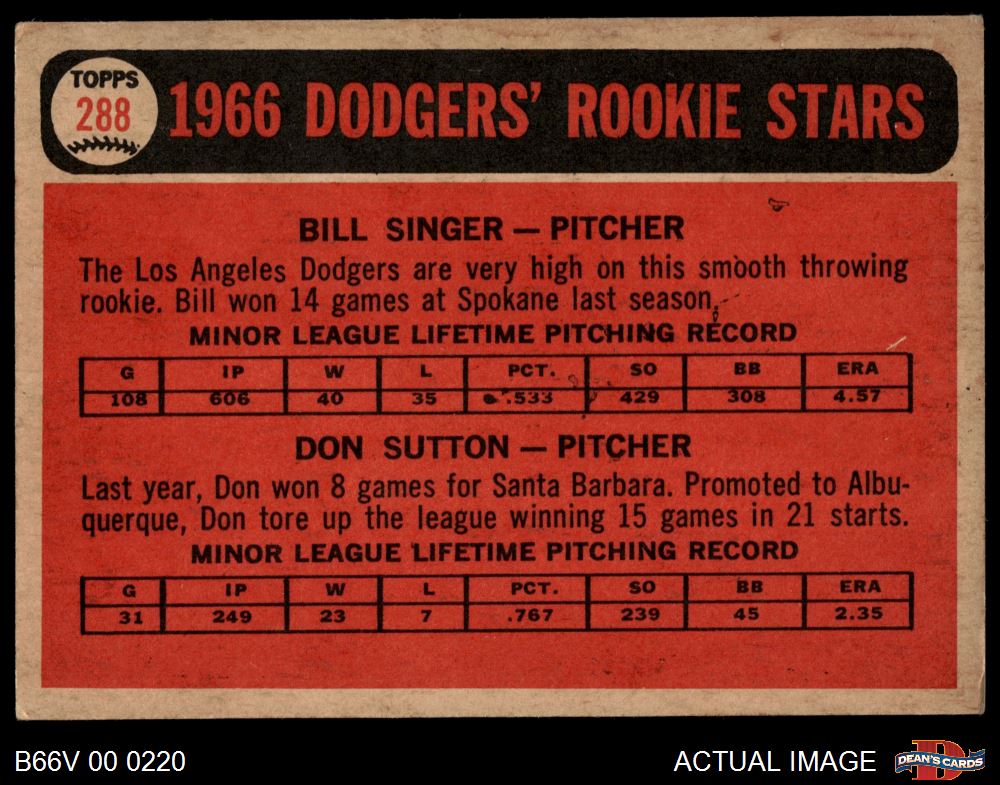 TOPPS
288
1966 DODGERS' ROOKIE STARS
BILL SINGER — PITCHER
The Los Angeles Dodgers are very high on this smooth throwing
rookie. Bill won 14 games at Spokane last season.
MINOR LEAGUE LIFETIME PITCHING RECORD
G IP W L PCT. SO BB ERA
108 606 40 35 .533 429 308 4.57
DON SUTTON — PITCHER
Last year, Don won 8 games for Santa Barbara. Promoted to Albu-
querque, Don tore up the league winning 15 games in 21 starts.
MINOR LEAGUE LIFETIME PITCHING RECORD
G IP W L PCT. SO BB ERA
31 249 23 7 .767 239 45 2.35
B66V 00 0220
ACTUAL IMAGE
D
DEAN'S CARDS